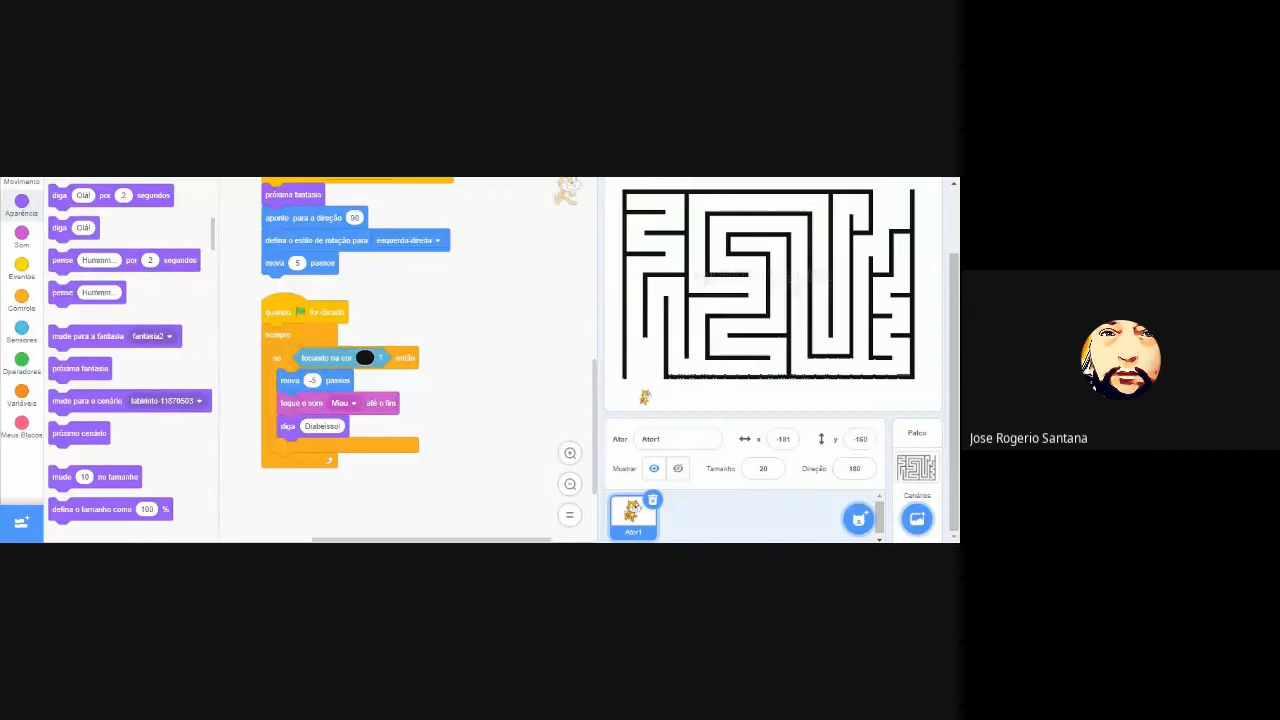 Movimento
Aparência
Som
Eventos
Controle
Sensores
Operadores
Variáveis
Meus Blocos
diga Olá! por 2 segundos
diga Olá!
pense Hummm... por 2 segundos
pense Hummm...
mude para a fantasia fantasia2
próxima fantasia
mude para o cenário labirinto-11870503
próximo cenário
mude 10 no tamanho
defina o tamanho como 100 %
próxima fantasia
aponte para a direção 90
defina o estilo de rotação para esquerda-direita
mova 5 passos
quando for clicado
sempre
se tocando na cor ? então
mova -5 passos
toque o som Miau até o fim
diga Diabeisso!
Ator Ator1 x -181 y -160
Mostrar Tamanho 20 Direção 180
Ator1
Palco
Cenários
Jose Rogerio Santana